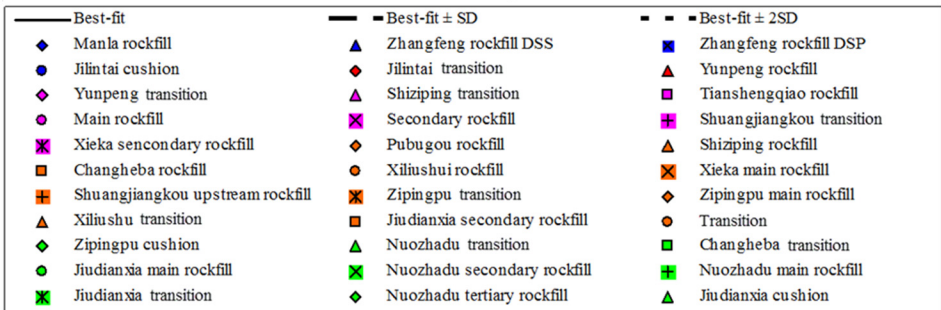 Best-fit Best-fit ± SD Best-fit ± 2SD
Manla rockfill Zhangfeng rockfill DSS Zhangfeng rockfill DSP
Jilintai cushion Jilintai transition Yunpeng rockfill
Yunpeng transition Shiziping transition Tianshengqiao rockfill
Main rockfill Secondary rockfill Shuangjiangkou transition
Xieka sencondary rockfill Pubugou rockfill Shiziping rockfill
Changheba rockfill Xiliushui rockfill Xieka main rockfill
Shuangjiangkou upstream rockfill Zipingpu transition Zipingpu main rockfill
Xiliushu transition Jiudianxia secondary rockfill Transition
Zipingpu cushion Nuozhadu transition Changheba transition
Jiudianxia main rockfill Nuozhadu secondary rockfill Nuozhadu main rockfill
Jiudianxia transition Nuozhadu tertiary rockfill Jiudianxia cushion